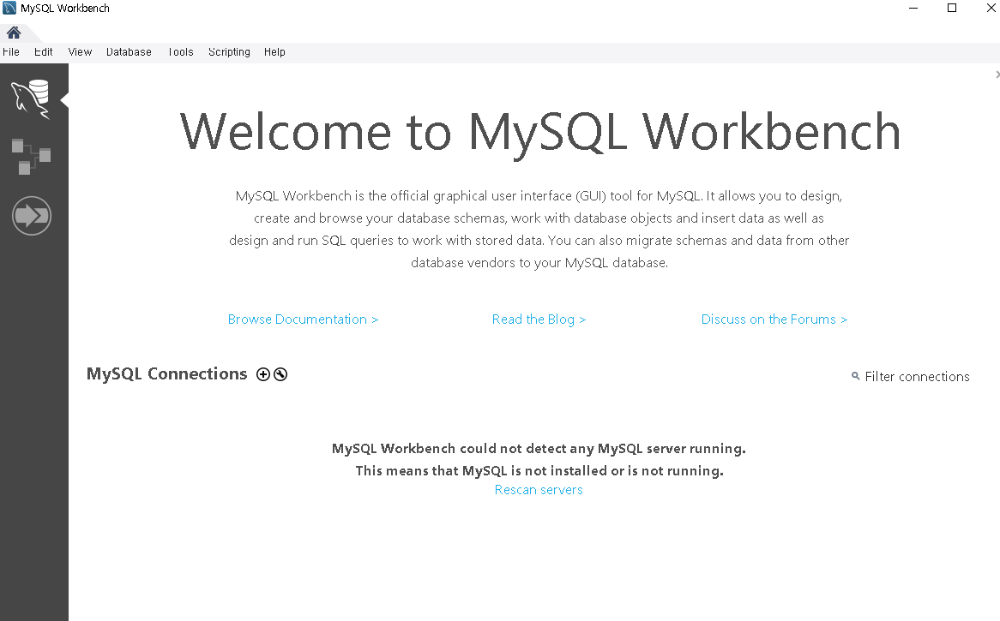 MySQL Workbench
File Edit View Database Tools Scripting Help
Welcome to MySQL Workbench
MySQL Workbench is the official graphical user interface (GUI) tool for MySQL. It allows you to design,
create and browse your database schemas, work with database objects and insert data as well as
design and run SQL queries to work with stored data. You can also migrate schemas and data from other
database vendors to your MySQL database.
Browse Documentation > Read the Blog > Discuss on the Forums >
MySQL Connections Filter connections
MySQL Workbench could not detect any MySQL server running.
This means that MySQL is not installed or is not running.
Rescan servers